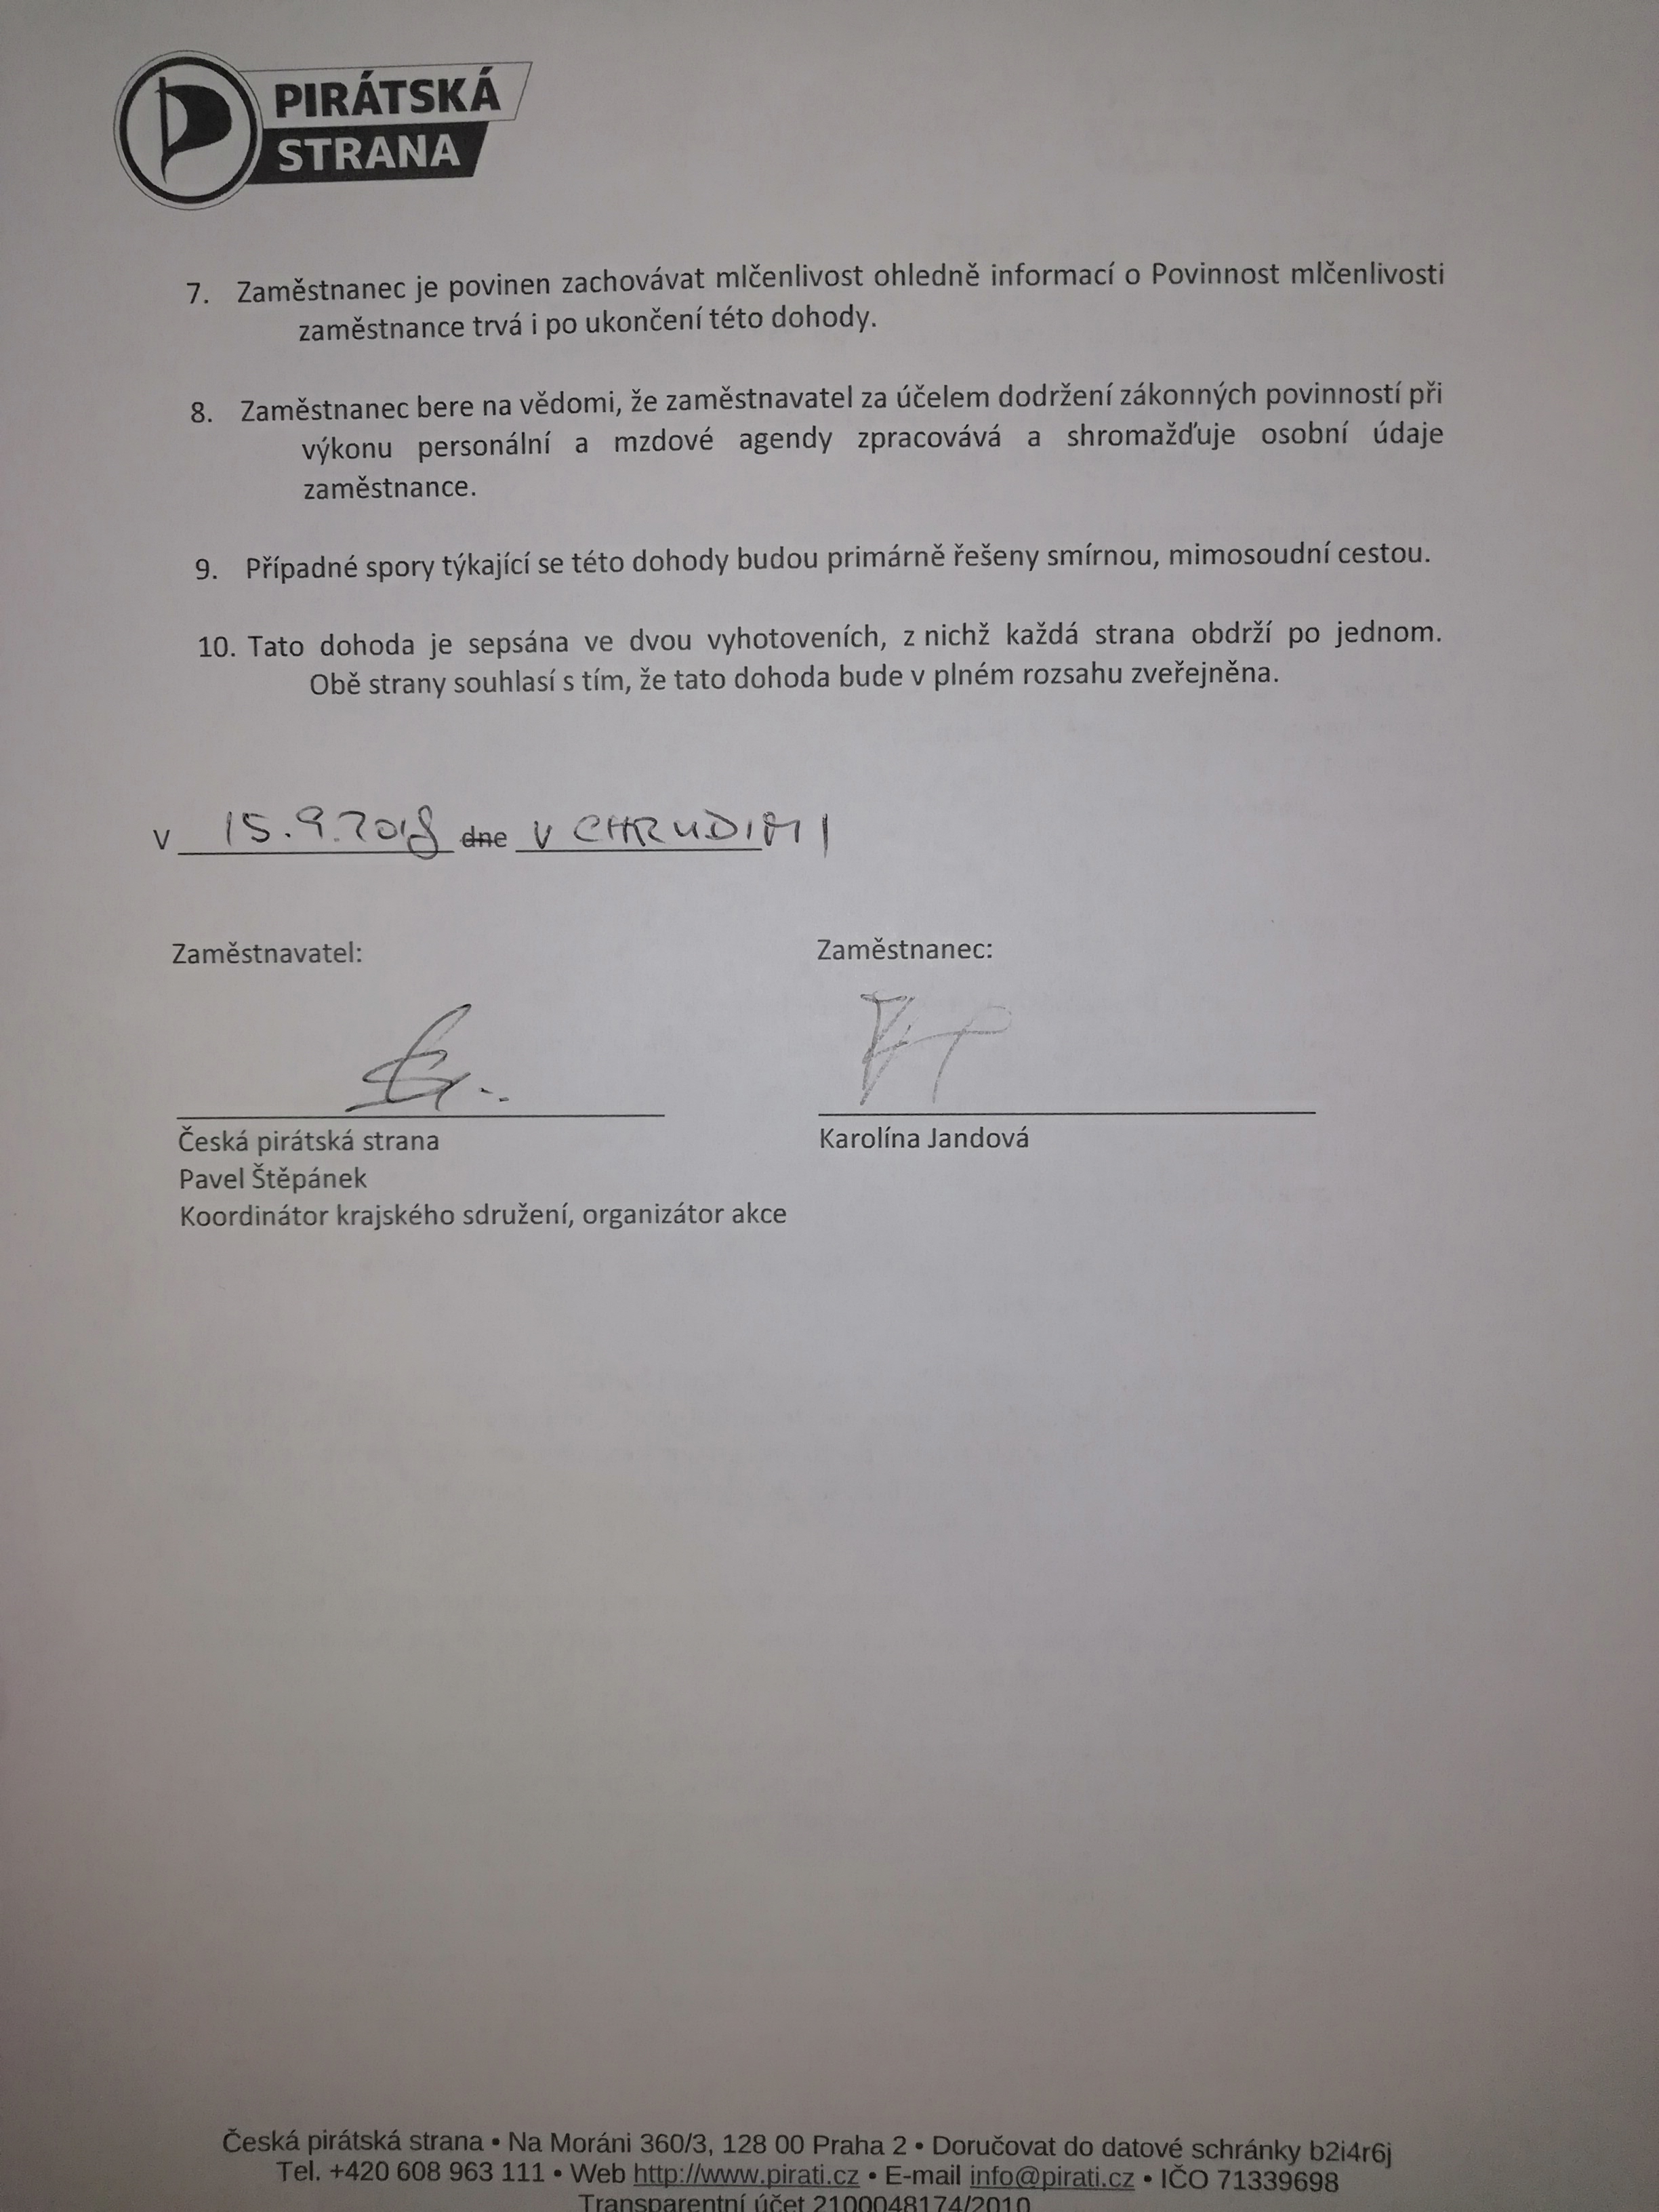 PIRÁTSKÁ
STRANA
7. Zaměstnanec je povinen zachovávat mlčenlivost ohledně informací o Povinnost mlčenlivosti
zaměstnance trvá i po ukončení této dohody.
8. Zaměstnanec bere na vědomi, že zaměstnavatel za účelem dodržení zákonných povinností při
výkonu personální a mzdové agendy zpracovává a shromažďuje osobní údaje
zaměstnance.
9. Případné spory týkající se této dohody budou primárně řešeny smírnou, mimosoudní cestou.
10. Tato dohoda je sepsána ve dvou vyhotoveních, z nichž každá strana obdrží po jednom.
Obě strany souhlasí s tím, že tato dohoda bude v plném rozsahu zveřejněna.
V 15.9.2018 dne V CHRUDIMI
Zaměstnavatel: Zaměstnanec:
Česká pirátská strana Karolína Jandová
Pavel Štěpánek
Koordinátor krajského sdružení, organizátor akce
Česká pirátská strana • Na Moráni 360/3, 128 00 Praha 2 • Doručovat do datové schránky b2i4r6j
Tel. +420 608 963 111 • Web http://www.pirati.cz • E-mail info@pirati.cz • IČO 71339698
Transparentní účet 2100048174/2010